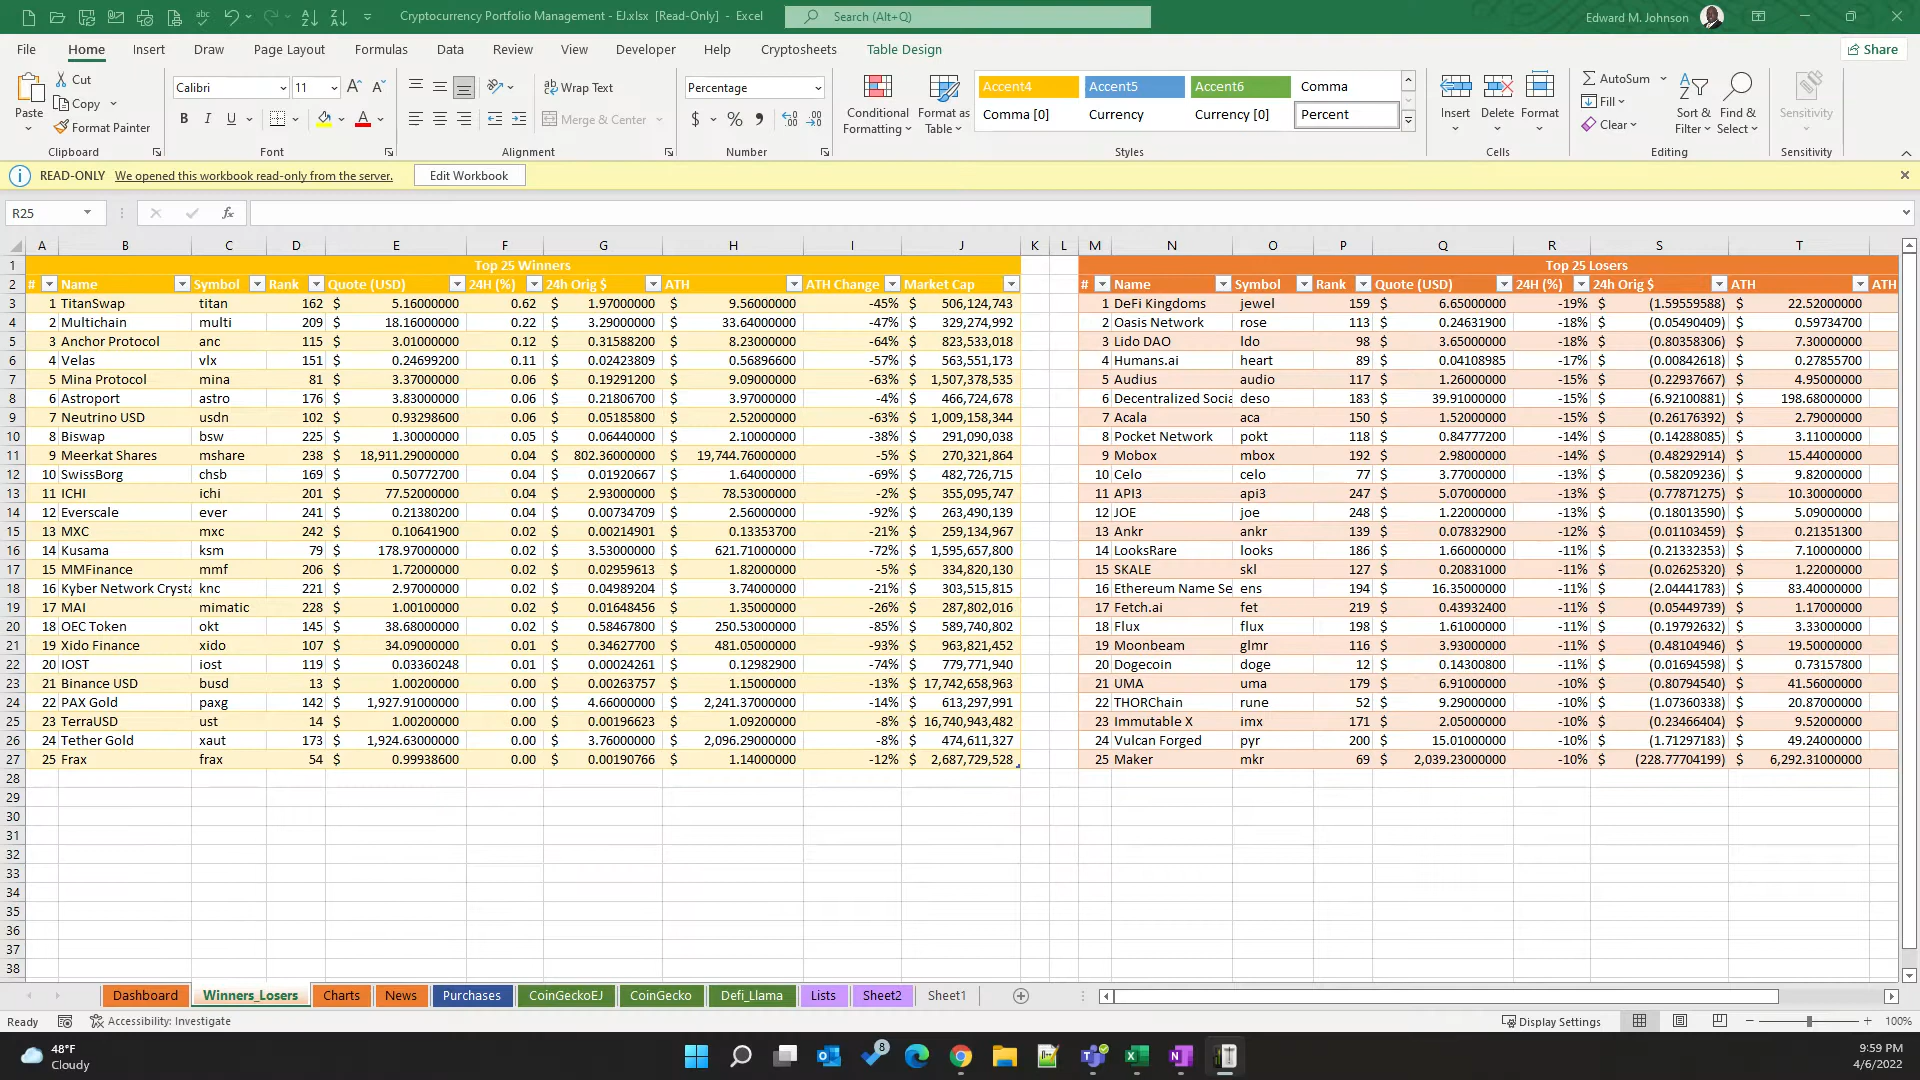 Cryptocurrency Portfolio Management - EJ.xlsx [Read-Only] - Excel
Search (Alt+Q)
Edward M. Johnson
File Home Insert Draw Page Layout Formulas Data Review View Developer Help Cryptosheets Table Design Share
Paste Cut Copy Format Painter Clipboard
Calibri 11 B I U Font
Wrap Text Merge & Center Alignment
Percentage $ % Number
Conditional Formatting Format as Table
Accent4 Accent5 Accent6 Comma
Comma [0] Currency Currency [0] Percent
Styles
Insert Delete Format Cells
AutoSum Fill Clear Sort & Filter Find & Select Editing
Sensitivity Sensitivity
READ-ONLY We opened this workbook read-only from the server. Edit Workbook
R25 fx
A B C D E F G H I J K L M N O P Q R S T
1 Top 25 Winners Top 25 Losers
2 # Name Symbol Rank Quote (USD) 24H (%) 24h Orig $ ATH ATH Change Market Cap # Name Symbol Rank Quote (USD) 24H (%) 24h Orig $ ATH ATH
3 1 TitanSwap titan 162 $ 5.16000000 0.62 $ 1.97000000 $ 9.56000000 -45% $ 506,124,743 1 DeFi Kingdoms jewel 159 $ 6.65000000 -19% $ (1.59559588) $ 22.52000000
4 2 Multichain multi 209 $ 18.16000000 0.22 $ 3.29000000 $ 33.64000000 -47% $ 329,274,992 2 Oasis Network rose 113 $ 0.24631900 -18% $ (0.05490409) $ 0.59734700
5 3 Anchor Protocol anc 115 $ 3.01000000 0.12 $ 0.31588200 $ 8.23000000 -64% $ 823,533,018 3 Lido DAO ldo 98 $ 3.65000000 -18% $ (0.80358306) $ 7.30000000
6 4 Velas vlx 151 $ 0.24699200 0.11 $ 0.02423809 $ 0.56896600 -57% $ 563,551,173 4 Humans.ai heart 89 $ 0.04108985 -17% $ (0.00842618) $ 0.27855700
7 5 Mina Protocol mina 81 $ 3.37000000 0.06 $ 0.19291200 $ 9.09000000 -63% $ 1,507,378,535 5 Audius audio 117 $ 1.26000000 -15% $ (0.22937667) $ 4.95000000
8 6 Astroport astro 176 $ 3.83000000 0.06 $ 0.21806700 $ 3.97000000 -4% $ 466,724,678 6 Decentralized Socia deso 183 $ 39.91000000 -15% $ (6.92100881) $ 198.68000000
9 7 Neutrino USD usdn 102 $ 0.93298600 0.06 $ 0.05185800 $ 2.52000000 -63% $ 1,009,158,344 7 Acala aca 150 $ 1.52000000 -15% $ (0.26176392) $ 2.79000000
10 8 Biswap bsw 225 $ 1.30000000 0.05 $ 0.06440000 $ 2.10000000 -38% $ 291,090,038 8 Pocket Network pokt 118 $ 0.84777200 -14% $ (0.14288085) $ 3.11000000
11 9 Meerkat Shares mshare 238 $ 18,911.29000000 0.04 $ 802.36000000 $ 19,744.76000000 -5% $ 270,321,864 9 Mobox mbox 192 $ 2.98000000 -14% $ (0.48292914) $ 15.44000000
12 10 SwissBorg chsb 169 $ 0.50772700 0.04 $ 0.01920667 $ 1.64000000 -69% $ 482,726,715 10 Celo celo 77 $ 3.77000000 -13% $ (0.58209236) $ 9.82000000
13 11 ICHI ichi 201 $ 77.52000000 0.04 $ 2.93000000 $ 78.53000000 -2% $ 355,095,747 11 API3 api3 247 $ 5.07000000 -13% $ (0.77871275) $ 10.30000000
14 12 Everscale ever 241 $ 0.21380200 0.04 $ 0.00734709 $ 2.56000000 -92% $ 263,490,139 12 JOE joe 248 $ 1.22000000 -13% $ (0.18013590) $ 5.09000000
15 13 MXC mxc 242 $ 0.10641900 0.02 $ 0.00214901 $ 0.13353700 -21% $ 259,134,967 13 Ankr ankr 139 $ 0.07832900 -12% $ (0.01103459) $ 0.21351300
16 14 Kusama ksm 79 $ 178.97000000 0.02 $ 3.53000000 $ 621.71000000 -72% $ 1,595,657,800 14 LooksRare looks 186 $ 1.66000000 -11% $ (0.21332353) $ 7.10000000
17 15 MMFinance mmf 206 $ 1.72000000 0.02 $ 0.02959613 $ 1.82000000 -5% $ 334,820,130 15 SKALE skl 127 $ 0.20831000 -11% $ (0.02625320) $ 1.22000000
18 16 Kyber Network Crysta knc 221 $ 2.97000000 0.02 $ 0.04989204 $ 3.74000000 -21% $ 303,515,815 16 Ethereum Name Se ens 194 $ 16.35000000 -11% $ (2.04441783) $ 83.40000000
19 17 MAI mimatic 228 $ 1.00100000 0.02 $ 0.01648456 $ 1.35000000 -26% $ 287,802,016 17 Fetch.ai fet 219 $ 0.43932400 -11% $ (0.05449739) $ 1.17000000
20 18 OEC Token okt 145 $ 38.68000000 0.02 $ 0.58467800 $ 250.53000000 -85% $ 589,740,802 18 Flux flux 198 $ 1.61000000 -11% $ (0.19792632) $ 3.33000000
21 19 Xido Finance xido 107 $ 34.09000000 0.01 $ 0.34627700 $ 481.05000000 -93% $ 963,821,452 19 Moonbeam glmr 116 $ 3.93000000 -11% $ (0.48104946) $ 19.50000000
22 20 IOST iost 119 $ 0.03360248 0.01 $ 0.00024261 $ 0.12982900 -74% $ 779,771,940 20 Dogecoin doge 12 $ 0.14300800 -11% $ (0.01694598) $ 0.73157800
23 21 Binance USD busd 13 $ 1.00200000 0.00 $ 0.00263757 $ 1.15000000 -13% $ 17,742,658,963 21 UMA uma 179 $ 6.91000000 -10% $ (0.80794540) $ 41.56000000
24 22 PAX Gold paxg 142 $ 1,927.91000000 0.00 $ 4.66000000 $ 2,241.37000000 -14% $ 613,297,991 22 THORChain rune 52 $ 9.29000000 -10% $ (1.07360338) $ 20.87000000
25 23 TerraUSD ust 14 $ 1.00200000 0.00 $ 0.00196623 $ 1.09200000 -8% $ 16,740,943,482 23 Immutable X imx 171 $ 2.05000000 -10% $ (0.23466404) $ 9.52000000
26 24 Tether Gold xaut 173 $ 1,924.63000000 0.00 $ 3.76000000 $ 2,096.29000000 -8% $ 474,611,327 24 Vulcan Forged pyr 200 $ 15.01000000 -10% $ (1.71297183) $ 49.24000000
27 25 Frax frax 54 $ 0.99938600 0.00 $ 0.00190766 $ 1.14000000 -12% $ 2,687,729,528 25 Maker mkr 69 $ 2,039.23000000 -10% $ (228.77704199) $ 6,292.31000000
28
29
30
31
32
33
34
35
36
37
38
Dashboard Winners_Losers Charts News Purchases CoinGeckoEJ CoinGecko Defi_Llama Lists Sheet2 Sheet1
Ready Accessibility: Investigate Display Settings 100%
48°F
Cloudy
8
9:59 PM
4/6/2022